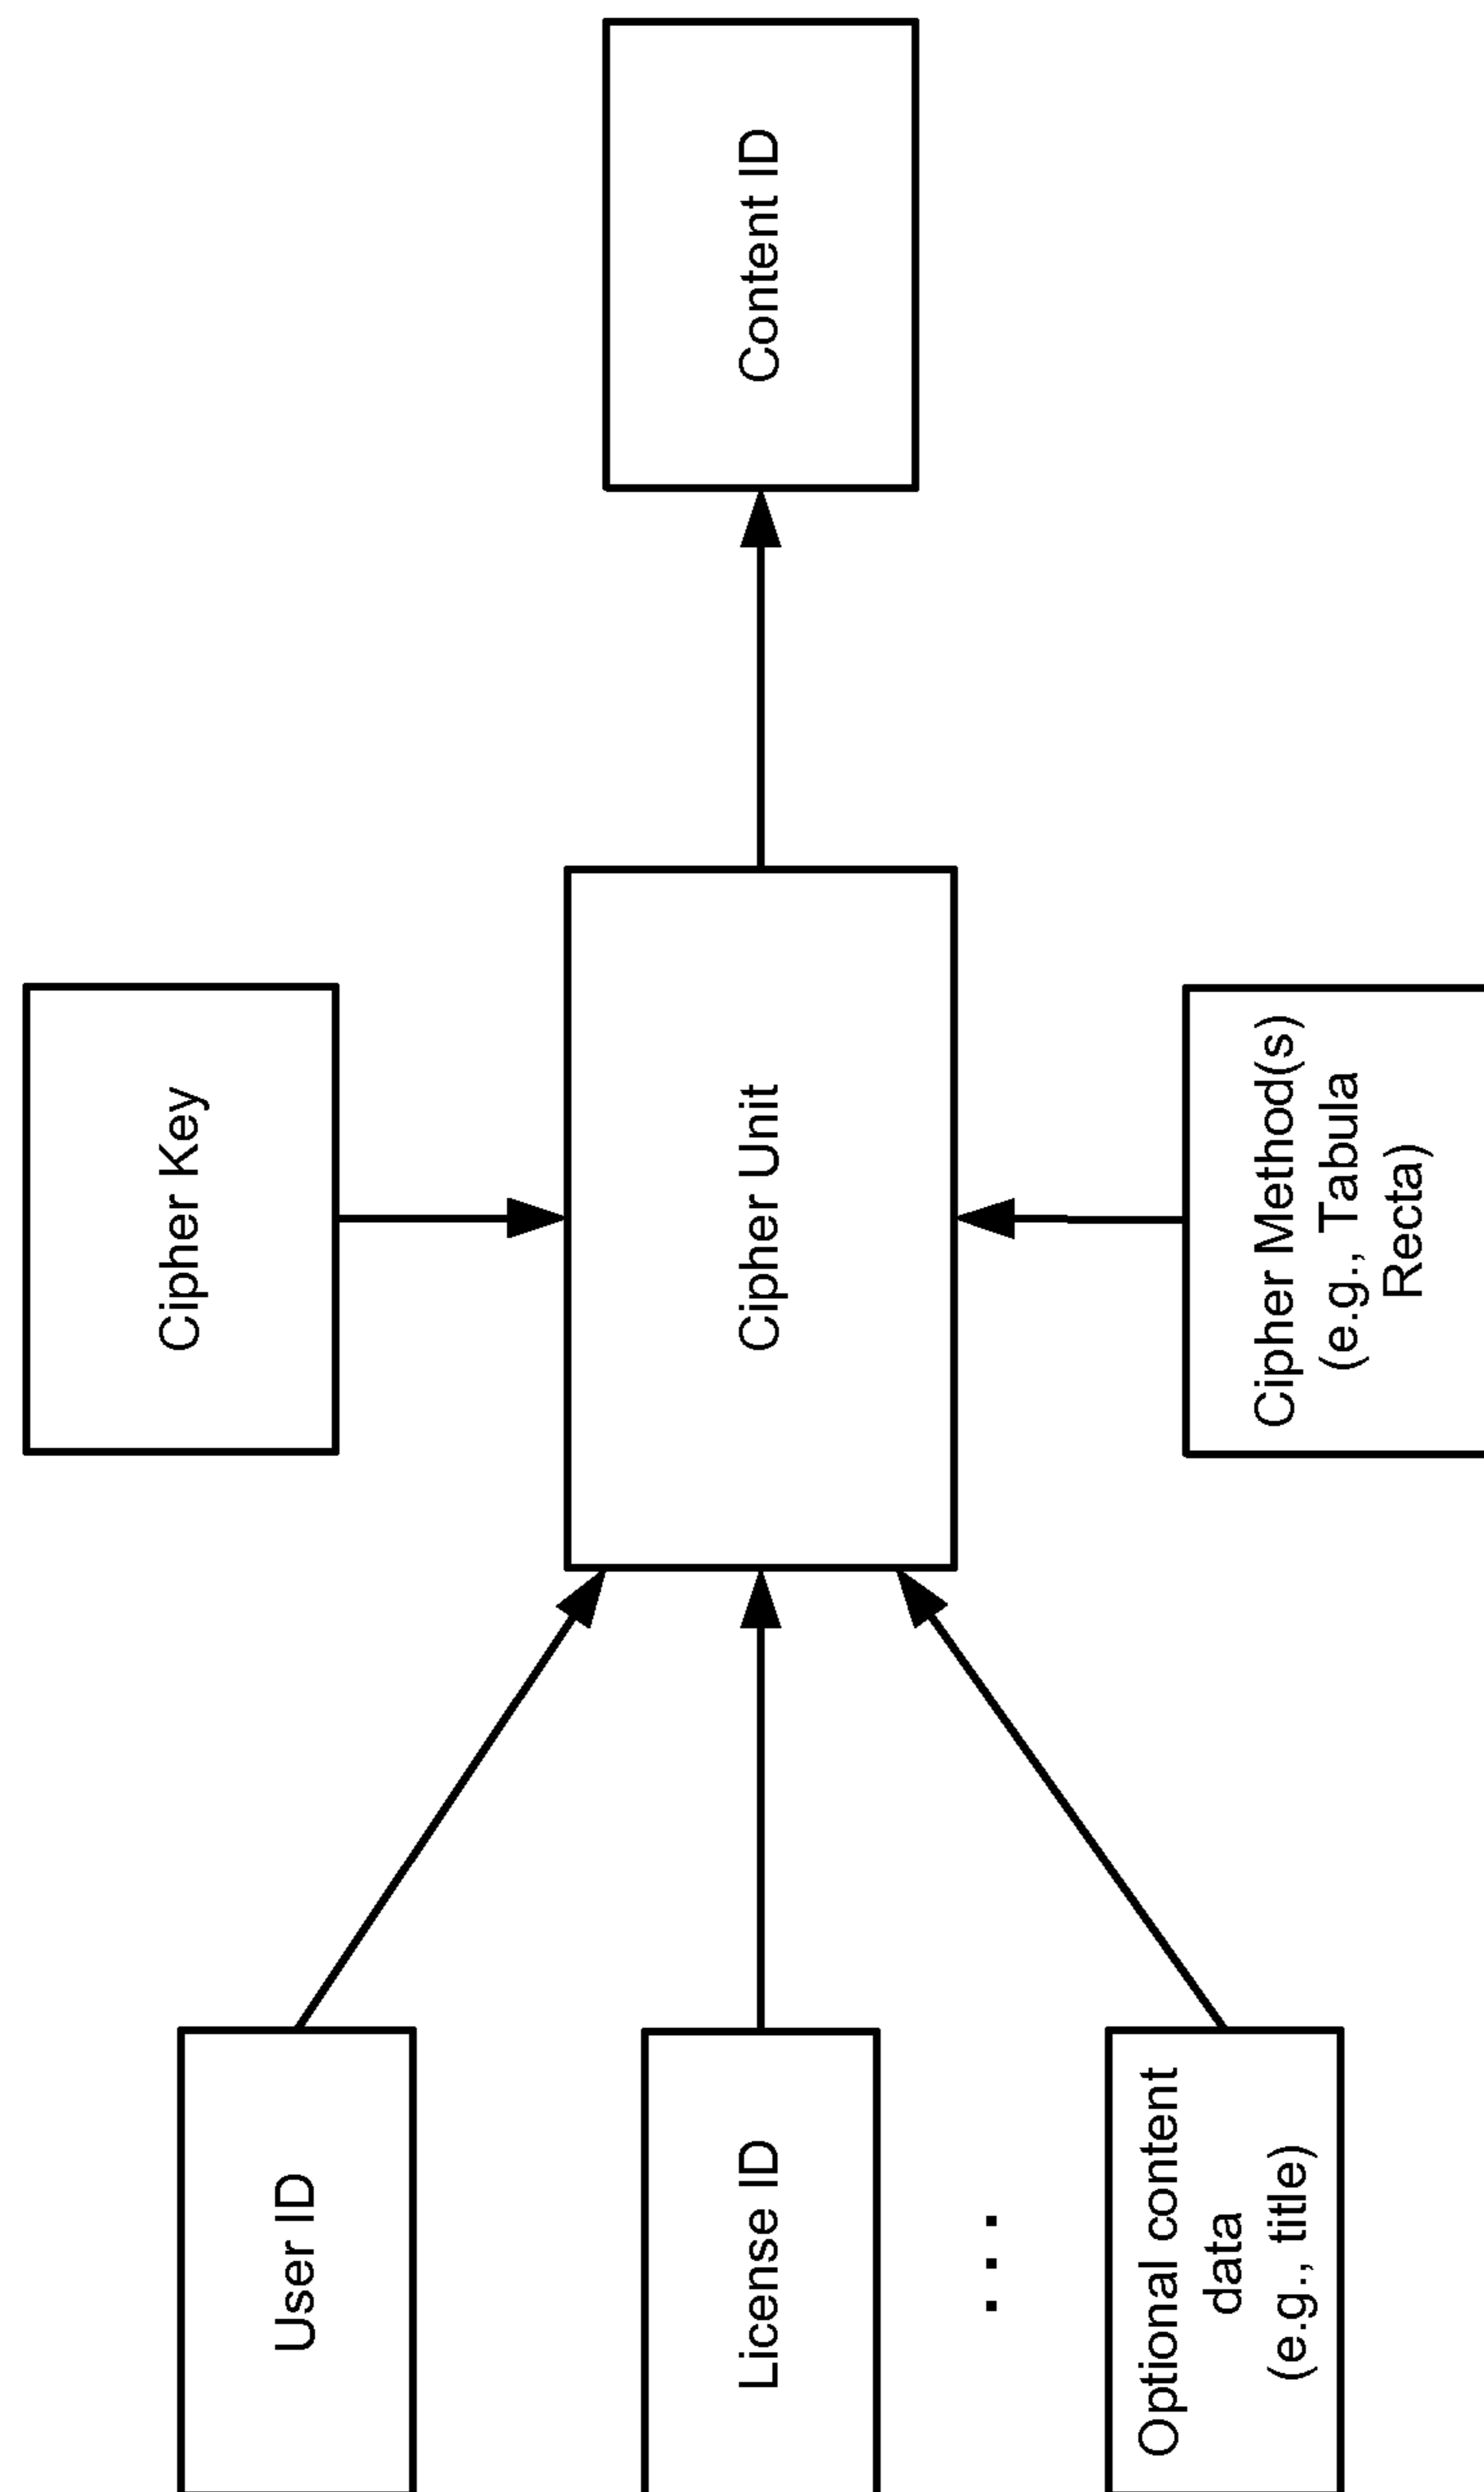 User ID
License ID
. . .
Optional content
data
(e.g., title)
Cipher Key
Cipher Unit
Cipher Method(s)
(e.g., Tabula
Recta)
Content ID